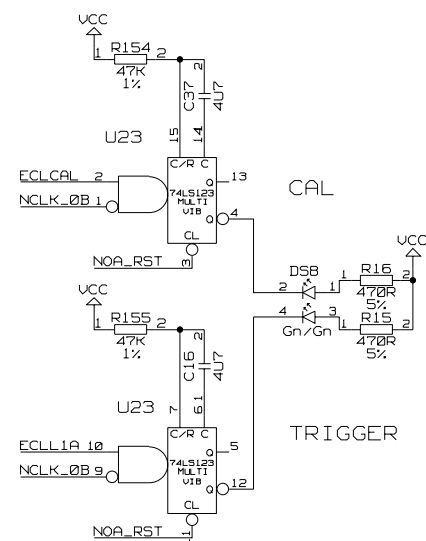 VCC
1 R154 2
47K
1%
2
C37
4U7
U23
15
14
ECLCAL 2
NCLK_0B 1
C/R C
74LS123
MULTI
VIB
Q 13
Q 4
CL
3
NOA_RST
CAL
VCC
DS8
2 1
4 3
Gn/Gn
1 R16 2
470R
5%
1 R15 2
470R
5%
VCC
1 R155 2
47K
1%
2
C16
4U7
1
U23
7
6
ECLL1A 10
NCLK_0B 9
C/R C
74LS123
MULTI
VIB
Q 5
Q 12
CL
1
NOA_RST
TRIGGER